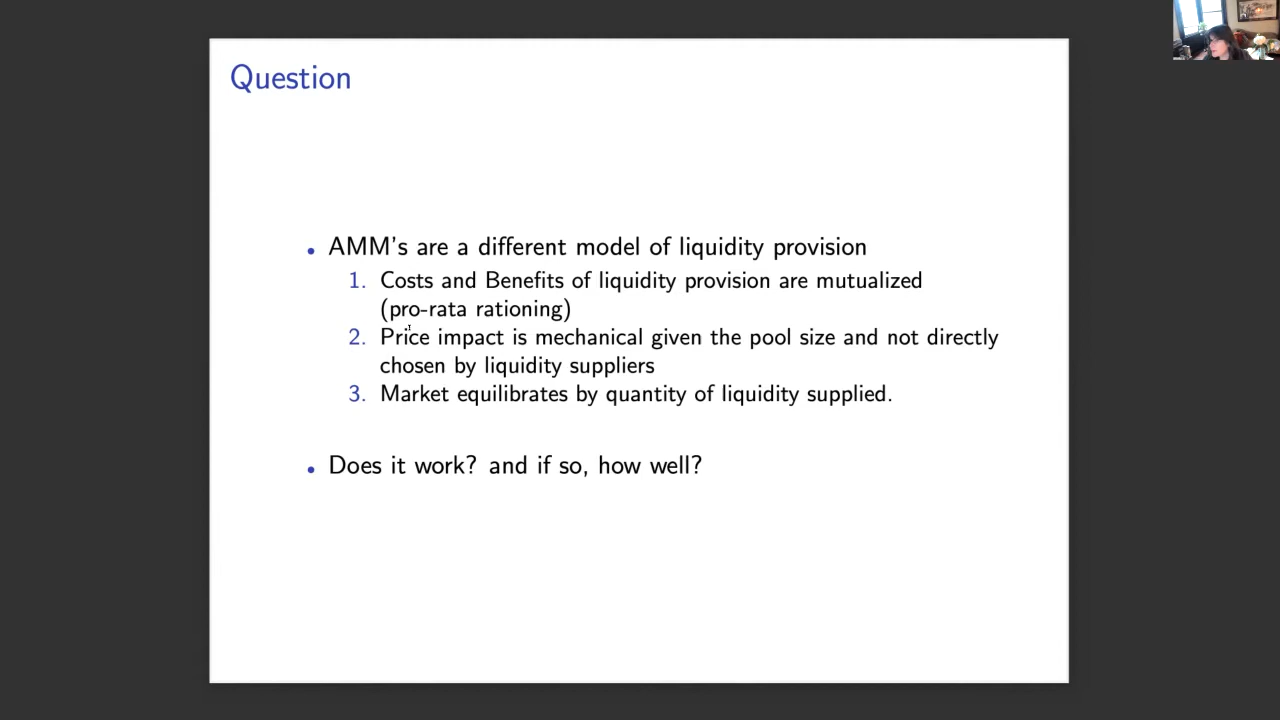 Question
• AMM's are a different model of liquidity provision
1. Costs and Benefits of liquidity provision are mutualized
(pro-rata rationing)
2. Price impact is mechanical given the pool size and not directly
chosen by liquidity suppliers
3. Market equilibrates by quantity of liquidity supplied.
• Does it work? and if so, how well?